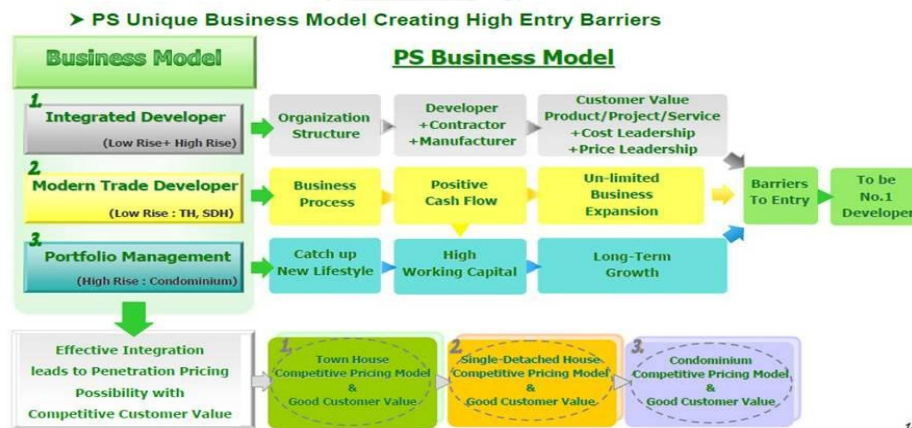 ➤ PS Unique Business Model Creating High Entry Barriers
Business Model
PS Business Model
1.
Integrated Developer
(Low Rise+ High Rise)
Organization
Structure
Developer
+Contractor
+Manufacturer
Customer Value
Product/Project/Service
+Cost Leadership
+Price Leadership
2.
Modern Trade Developer
(Low Rise : TH, SDH)
Business
Process
Positive
Cash Flow
Un-limited
Business
Expansion
Barriers
To Entry
To be
No.1
Developer
3.
Portfolio Management
(High Rise : Condominium)
Catch up
New Lifestyle
High
Working Capital
Long-Term
Growth
Effective Integration
leads to Penetration Pricing
Possibility with
Competitive Customer Value
1.
Town House
Competitive Pricing Model
&
Good Customer Value
2.
Single-Detached House
Competitive Pricing Model
&
Good Customer Value
3.
Condominium
Competitive Pricing Model
&
Good Customer Value